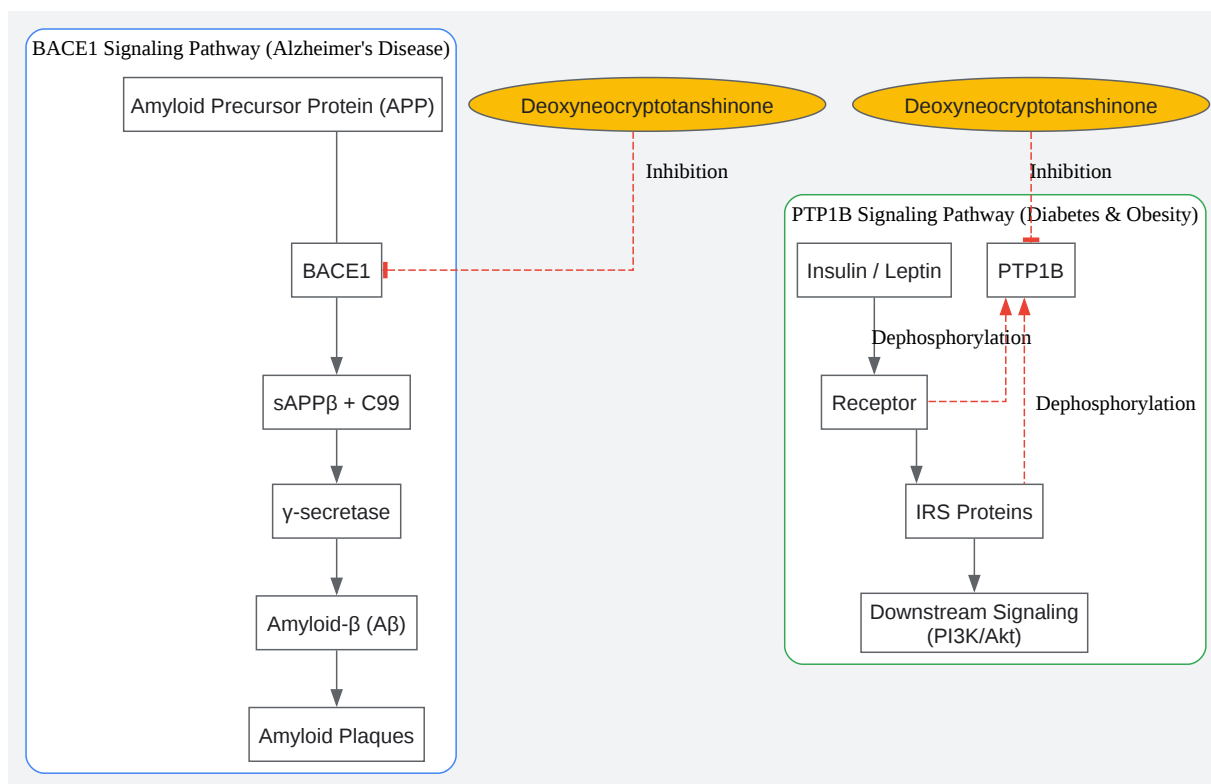 BACE1 Signaling Pathway (Alzheimer's Disease)
Amyloid Precursor Protein (APP)
BACE1
sAPPβ + C99
γ-secretase
Amyloid-β (Aβ)
Amyloid Plaques
Deoxyneocryptotanshinone
Inhibition
Deoxyneocryptotanshinone
Inhibition
PTP1B Signaling Pathway (Diabetes & Obesity)
Insulin / Leptin
PTP1B
Dephosphorylation
Receptor
Dephosphorylation
IRS Proteins
Downstream Signaling
(PI3K/Akt)